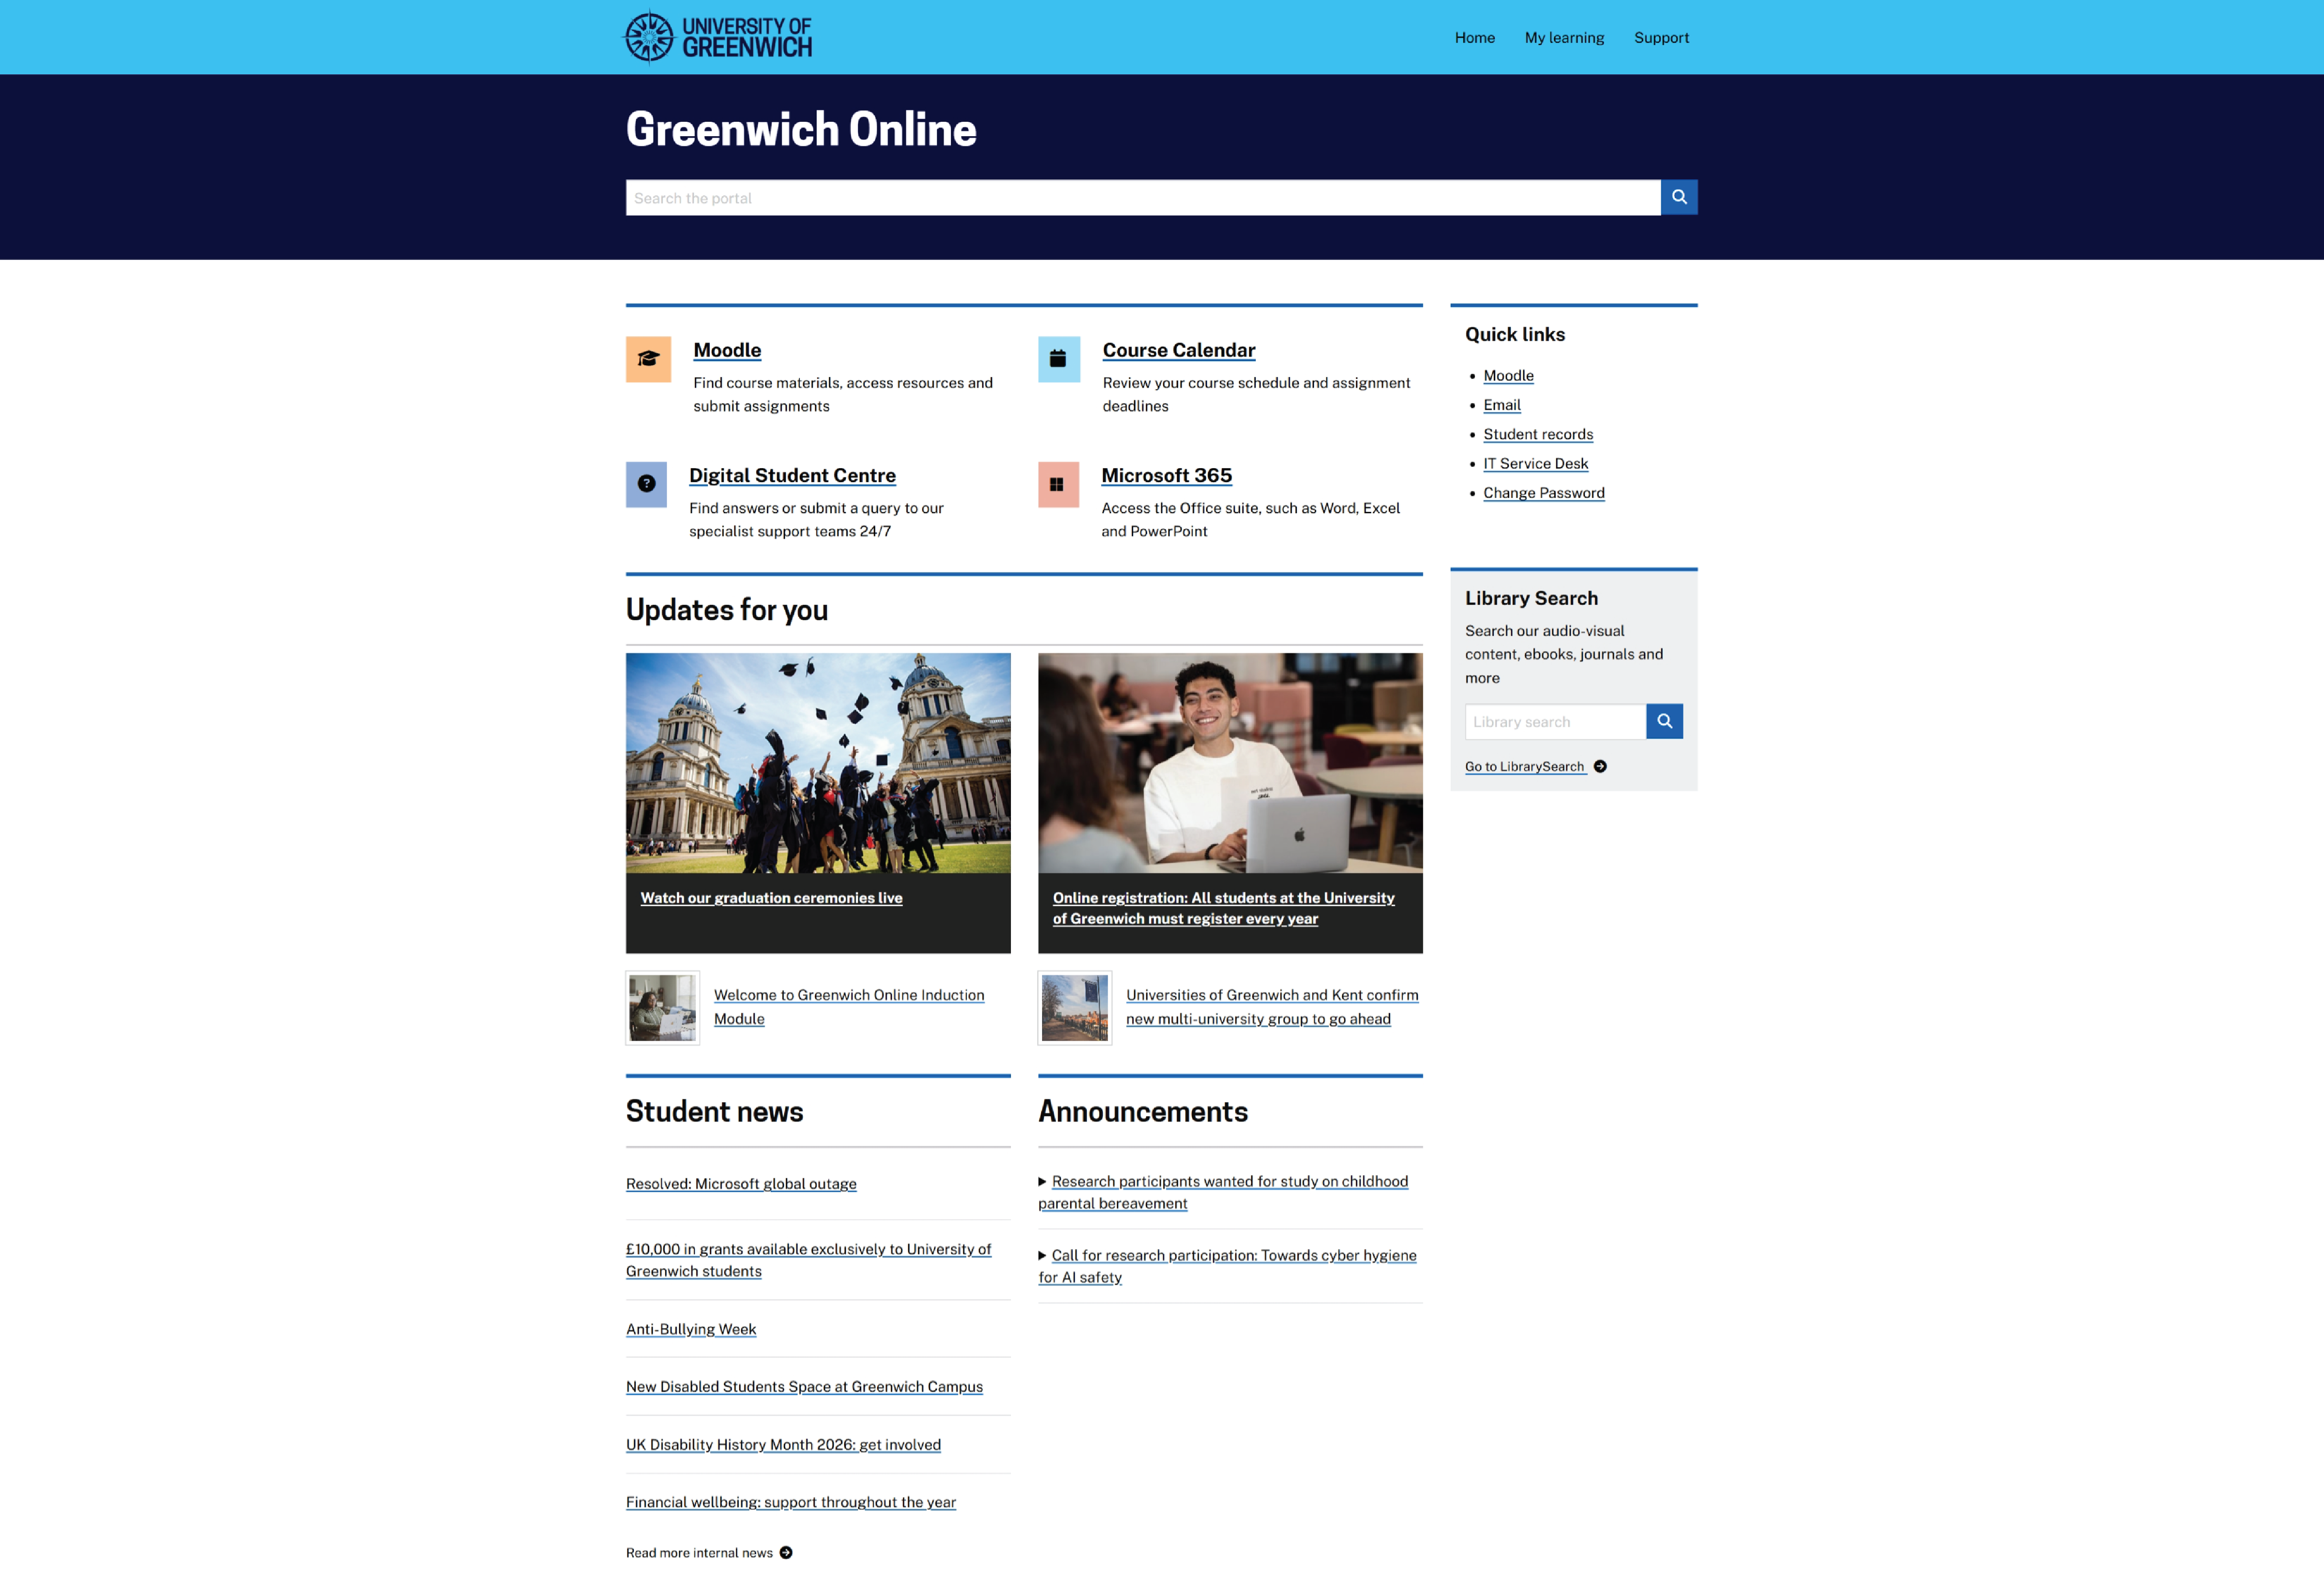 UNIVERSITY OF
GREENWICH
Home
My learning
Support
Greenwich Online
Search the portal
Moodle
Find course materials, access resources and
submit assignments
Course Calendar
Review your course schedule and assignment
deadlines
Digital Student Centre
Find answers or submit a query to our
specialist support teams 24/7
Microsoft 365
Access the Office suite, such as Word, Excel
and PowerPoint
Quick links
Moodle
Email
Student records
IT Service Desk
Change Password
Library Search
Search our audio-visual
content, ebooks, journals and
more
Library search
Go to LibrarySearch
Updates for you
Watch our graduation ceremonies live
Online registration: All students at the University
of Greenwich must register every year
Welcome to Greenwich Online Induction
Module
Universities of Greenwich and Kent confirm
new multi-university group to go ahead
Student news
Resolved: Microsoft global outage
£10,000 in grants available exclusively to University of
Greenwich students
Anti-Bullying Week
New Disabled Students Space at Greenwich Campus
UK Disability History Month 2026: get involved
Financial wellbeing: support throughout the year
Read more internal news
Announcements
Research participants wanted for study on childhood
parental bereavement
Call for research participation: Towards cyber hygiene
for AI safety